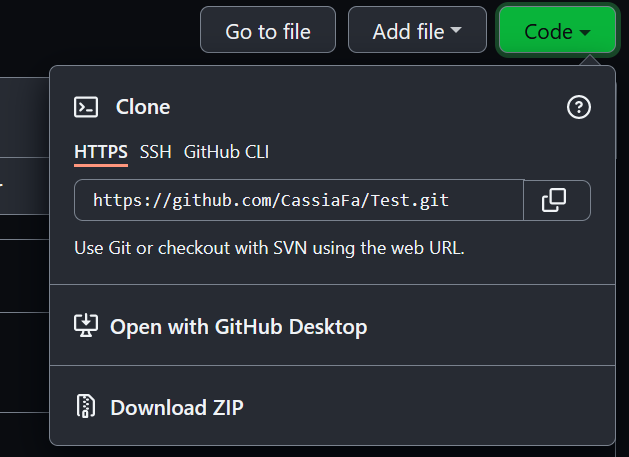 Go to file Add file Code
Clone
HTTPS SSH GitHub CLI
https://github.com/CassiaFa/Test.git
Use Git or checkout with SVN using the web URL.
Open with GitHub Desktop
Download ZIP